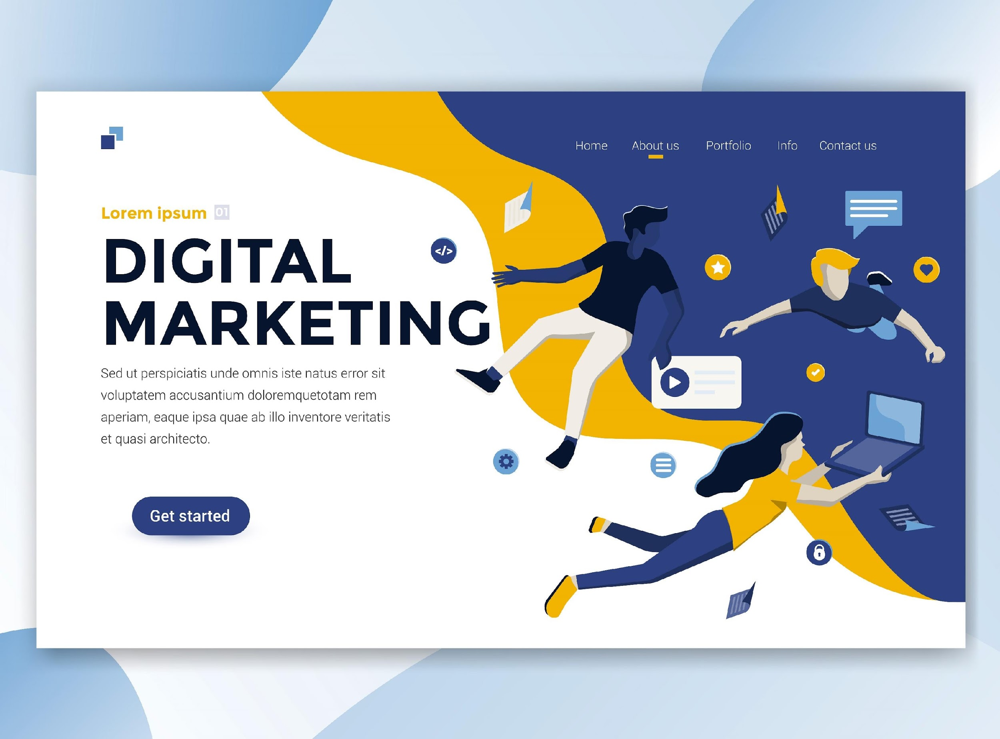 Home About us Portfolio Info Contact us
Lorem ipsum 01
DIGITAL
MARKETING
Sed ut perspiciatis unde omnis iste natus error sit
voluptatem accusantium doloremquetotam rem
aperiam, eaque ipsa quae ab illo inventore veritatis
et quasi architecto.
</>
Get started